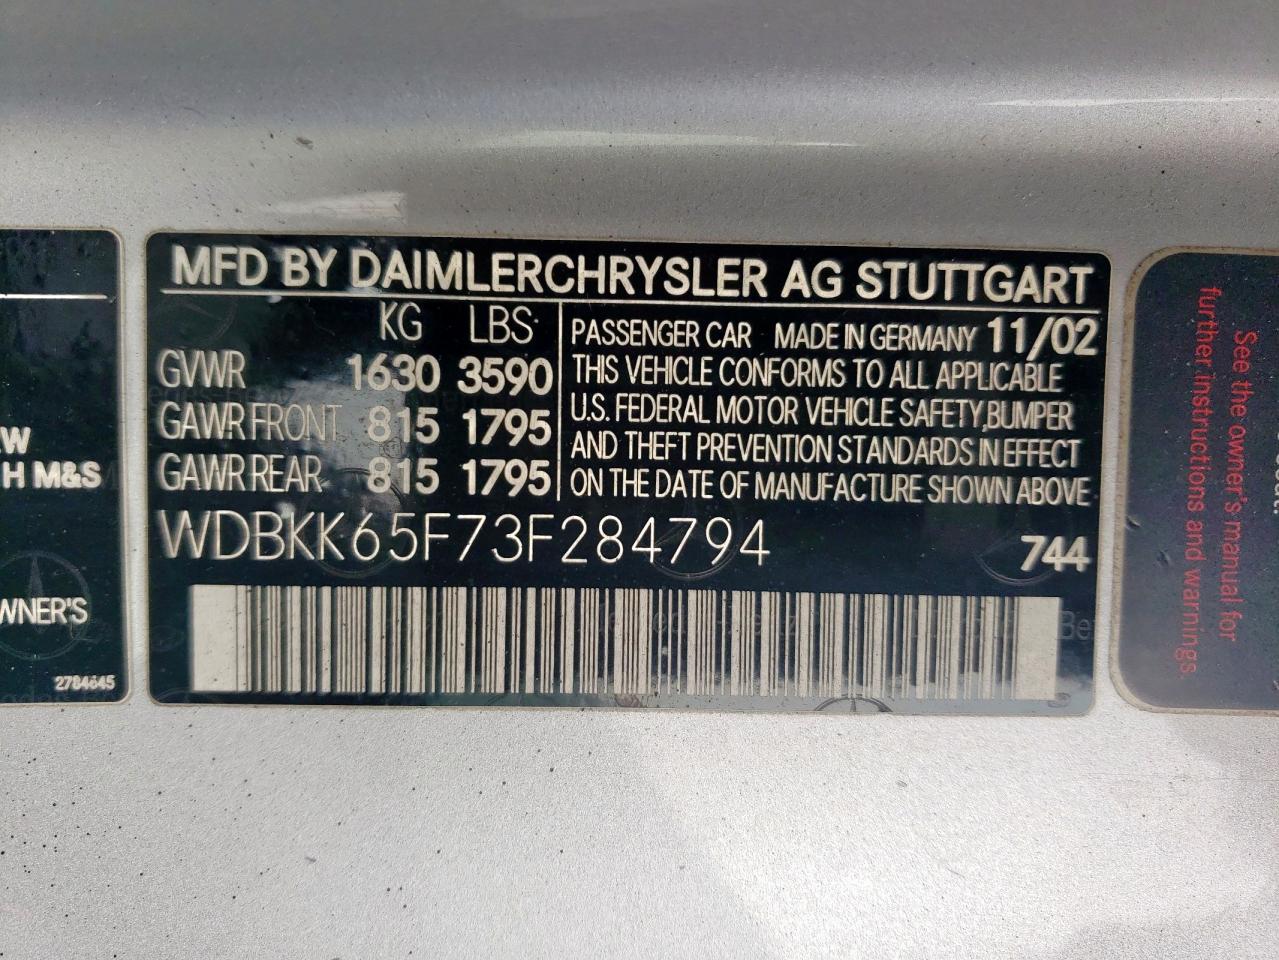 W
H M&S
WNER'S
2784645
MFD BY DAIMLERCHRYSLER AG STUTTGART
KG LBS
GVWR 1630 3590
GAWR FRONT 815 1795
GAWR REAR 815 1795
PASSENGER CAR MADE IN GERMANY 11/02
THIS VEHICLE CONFORMS TO ALL APPLICABLE
U.S. FEDERAL MOTOR VEHICLE SAFETY, BUMPER
AND THEFT PREVENTION STANDARDS IN EFFECT
ON THE DATE OF MANUFACTURE SHOWN ABOVE
WDBKK65F73F284794 744
See the owner's manual for
further instructions and warnings.